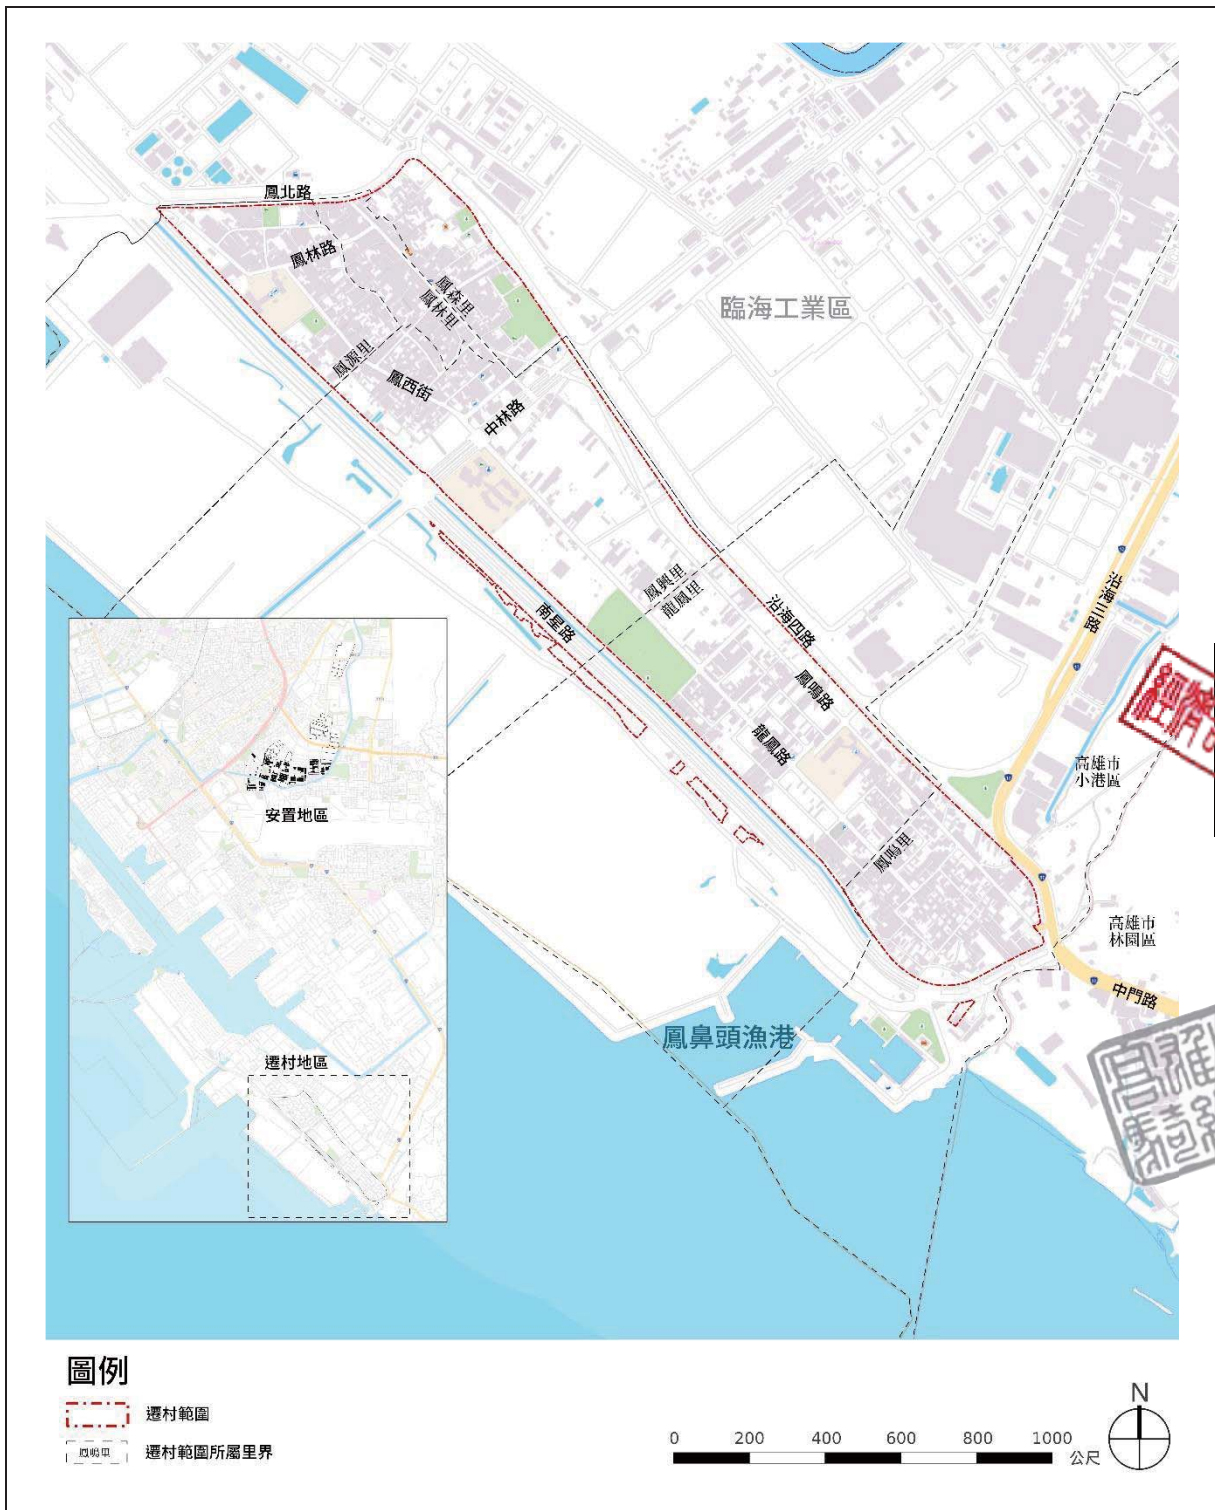 鳳北路
鳳林路
鳳森里
鳳林里
臨海工業區
鳳源里
鳳西街
中林路
鳳興里
龍鳳里
南星路
沿海四路
沿海三路
鳳鳴路
龍鳳路
高雄市
小港區
鳳鳴里
高雄市
林園區
中門路
鳳鼻頭漁港
安置地區
遷村地區
圖例
遷村範圍
鳳鳴里
遷村範圍所屬里界
0 200 400 600 800 1000
公尺
N